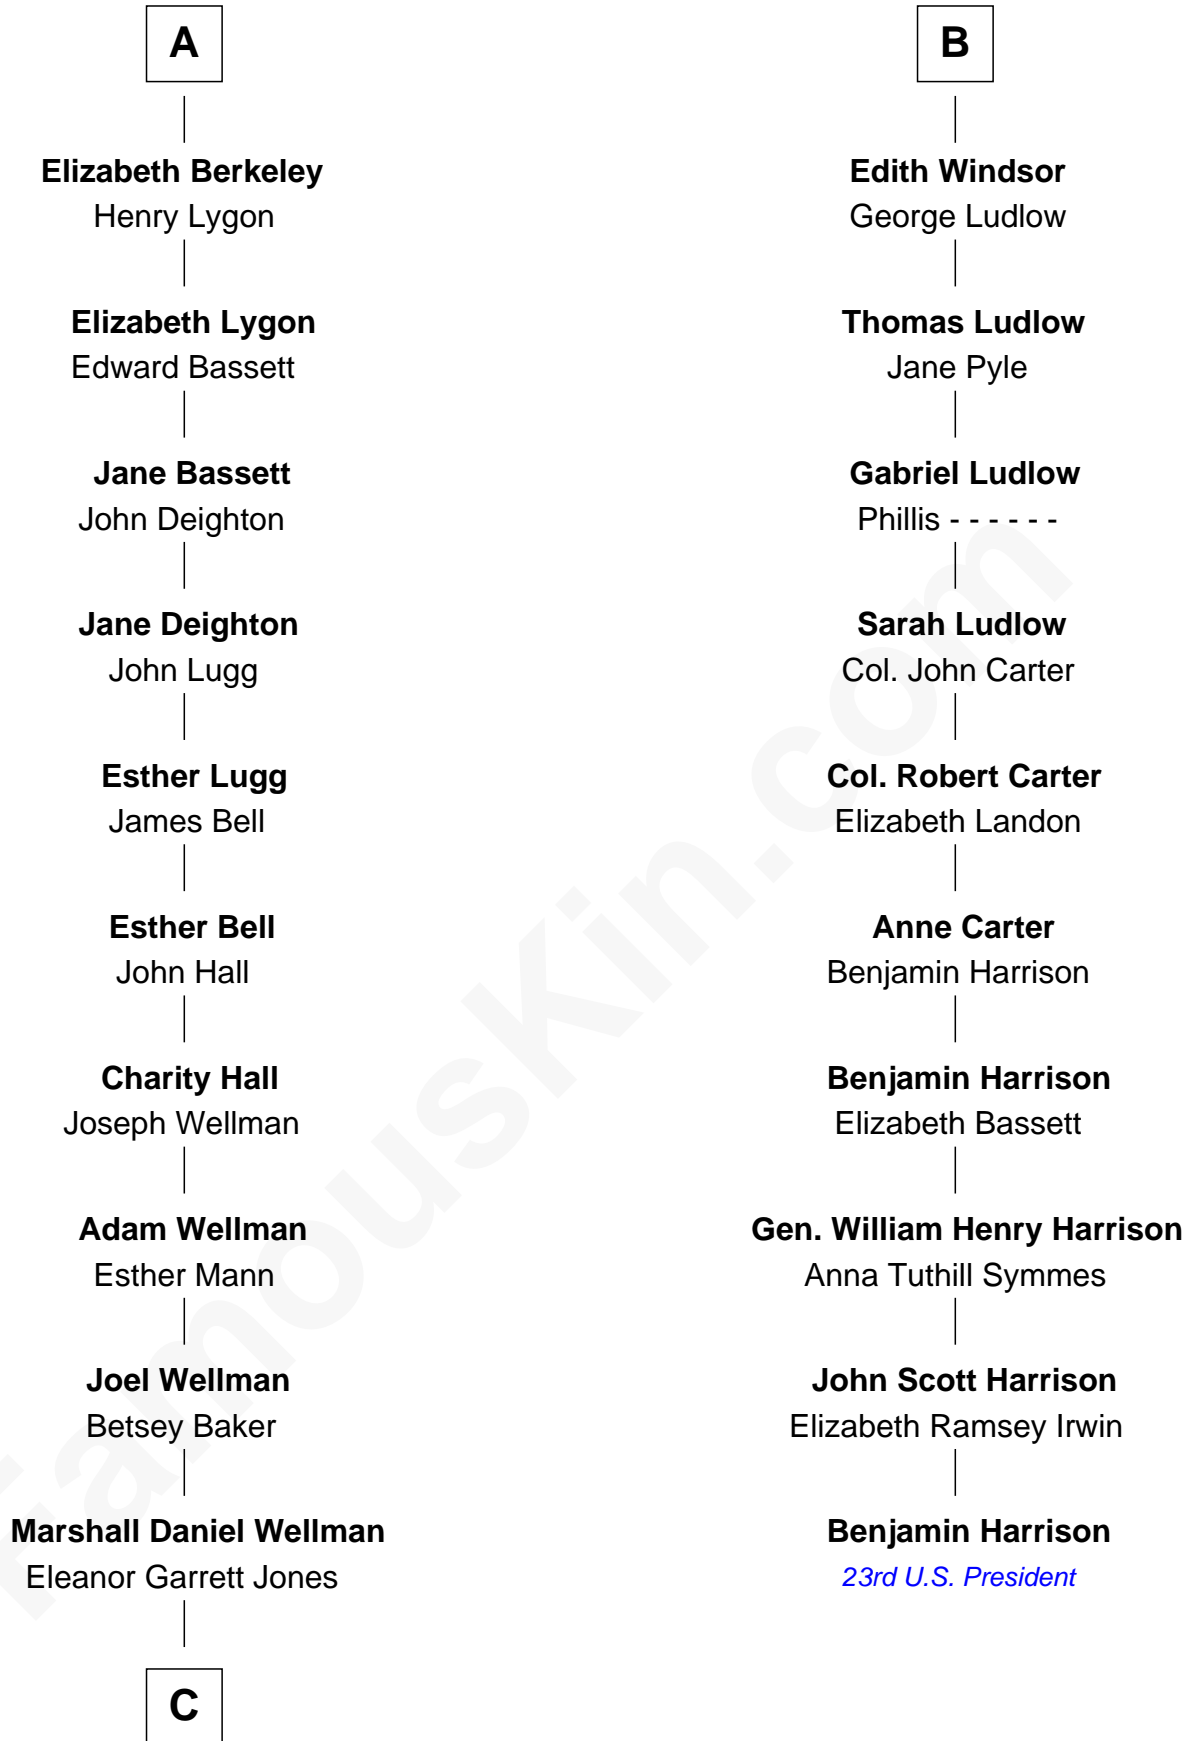 A
Elizabeth Berkeley
Henry Lygon
Elizabeth Lygon
Edward Bassett
Jane Bassett
John Deighton
Jane Deighton
John Lugg
Esther Lugg
James Bell
Esther Bell
John Hall
Charity Hall
Joseph Wellman
Adam Wellman
Esther Mann
Joel Wellman
Betsey Baker
Marshall Daniel Wellman
Eleanor Garrett Jones
C
B
Edith Windsor
George Ludlow
Thomas Ludlow
Jane Pyle
Gabriel Ludlow
Phillis - - - - - -
Sarah Ludlow
Col. John Carter
Col. Robert Carter
Elizabeth Landon
Anne Carter
Benjamin Harrison
Benjamin Harrison
Elizabeth Bassett
Gen. William Henry Harrison
Anna Tuthill Symmes
John Scott Harrison
Elizabeth Ramsey Irwin
Benjamin Harrison
23rd U.S. President
FamousKin.com